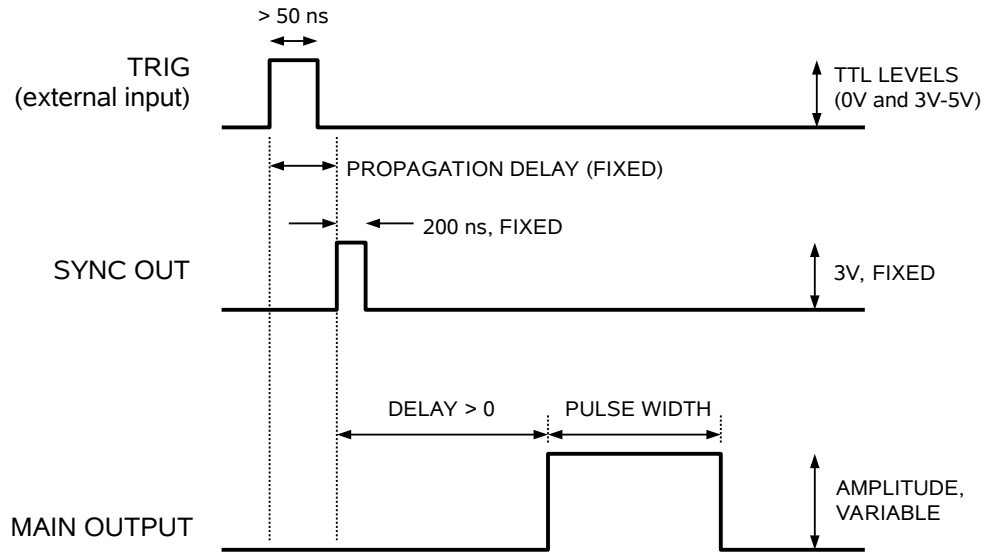 > 50 ns
TRIG
(external input)
TTL LEVELS
(0V and 3V-5V)
PROPAGATION DELAY (FIXED)
200 ns, FIXED
SYNC OUT
3V, FIXED
DELAY > 0
PULSE WIDTH
AMPLITUDE,
VARIABLE
MAIN OUTPUT